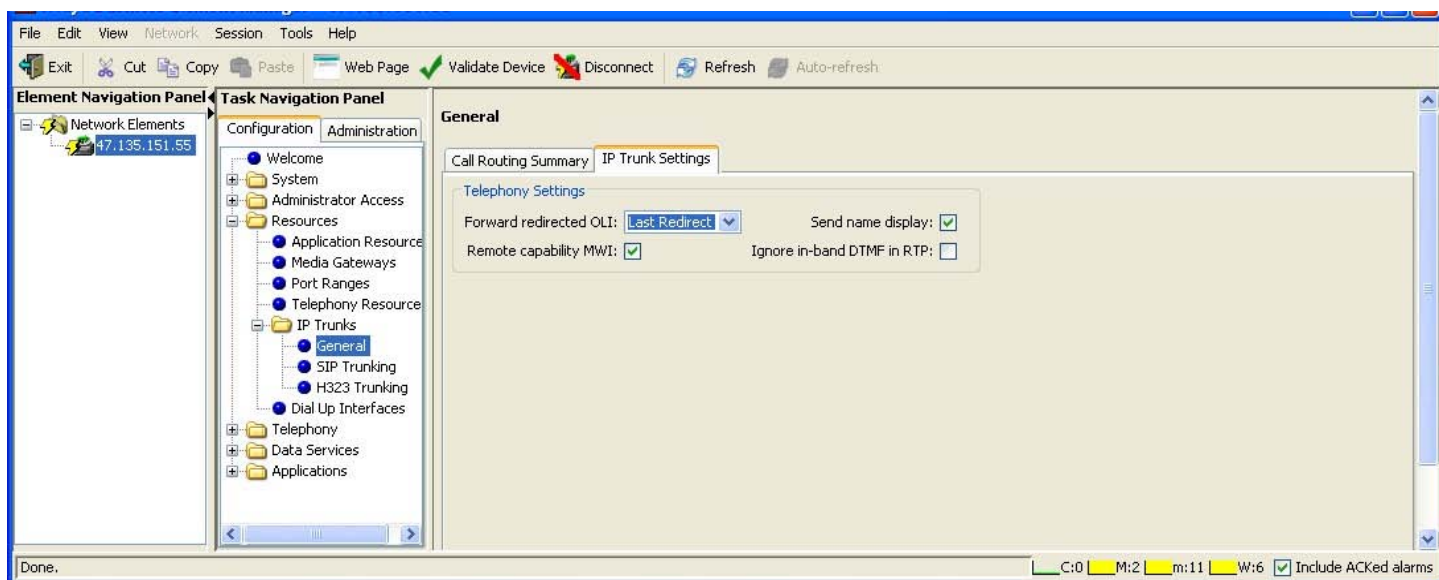 File Edit View Network Session Tools Help
Exit Cut Copy Paste Web Page Validate Device Disconnect Refresh Auto-refresh
Element Navigation Panel
Network Elements
47.135.151.55
Task Navigation Panel
Configuration Administration
Welcome
System
Administrator Access
Resources
Application Resource
Media Gateways
Port Ranges
Telephony Resource
IP Trunks
General
SIP Trunking
H323 Trunking
Dial Up Interfaces
Telephony
Data Services
Applications
General
Call Routing Summary IP Trunk Settings
Telephony Settings
Forward redirected OLI: Last Redirect Send name display:
Remote capability MWI: Ignore in-band DTMF in RTP:
Done. C:0 M:2 m:11 W:6 Include ACKed alarms